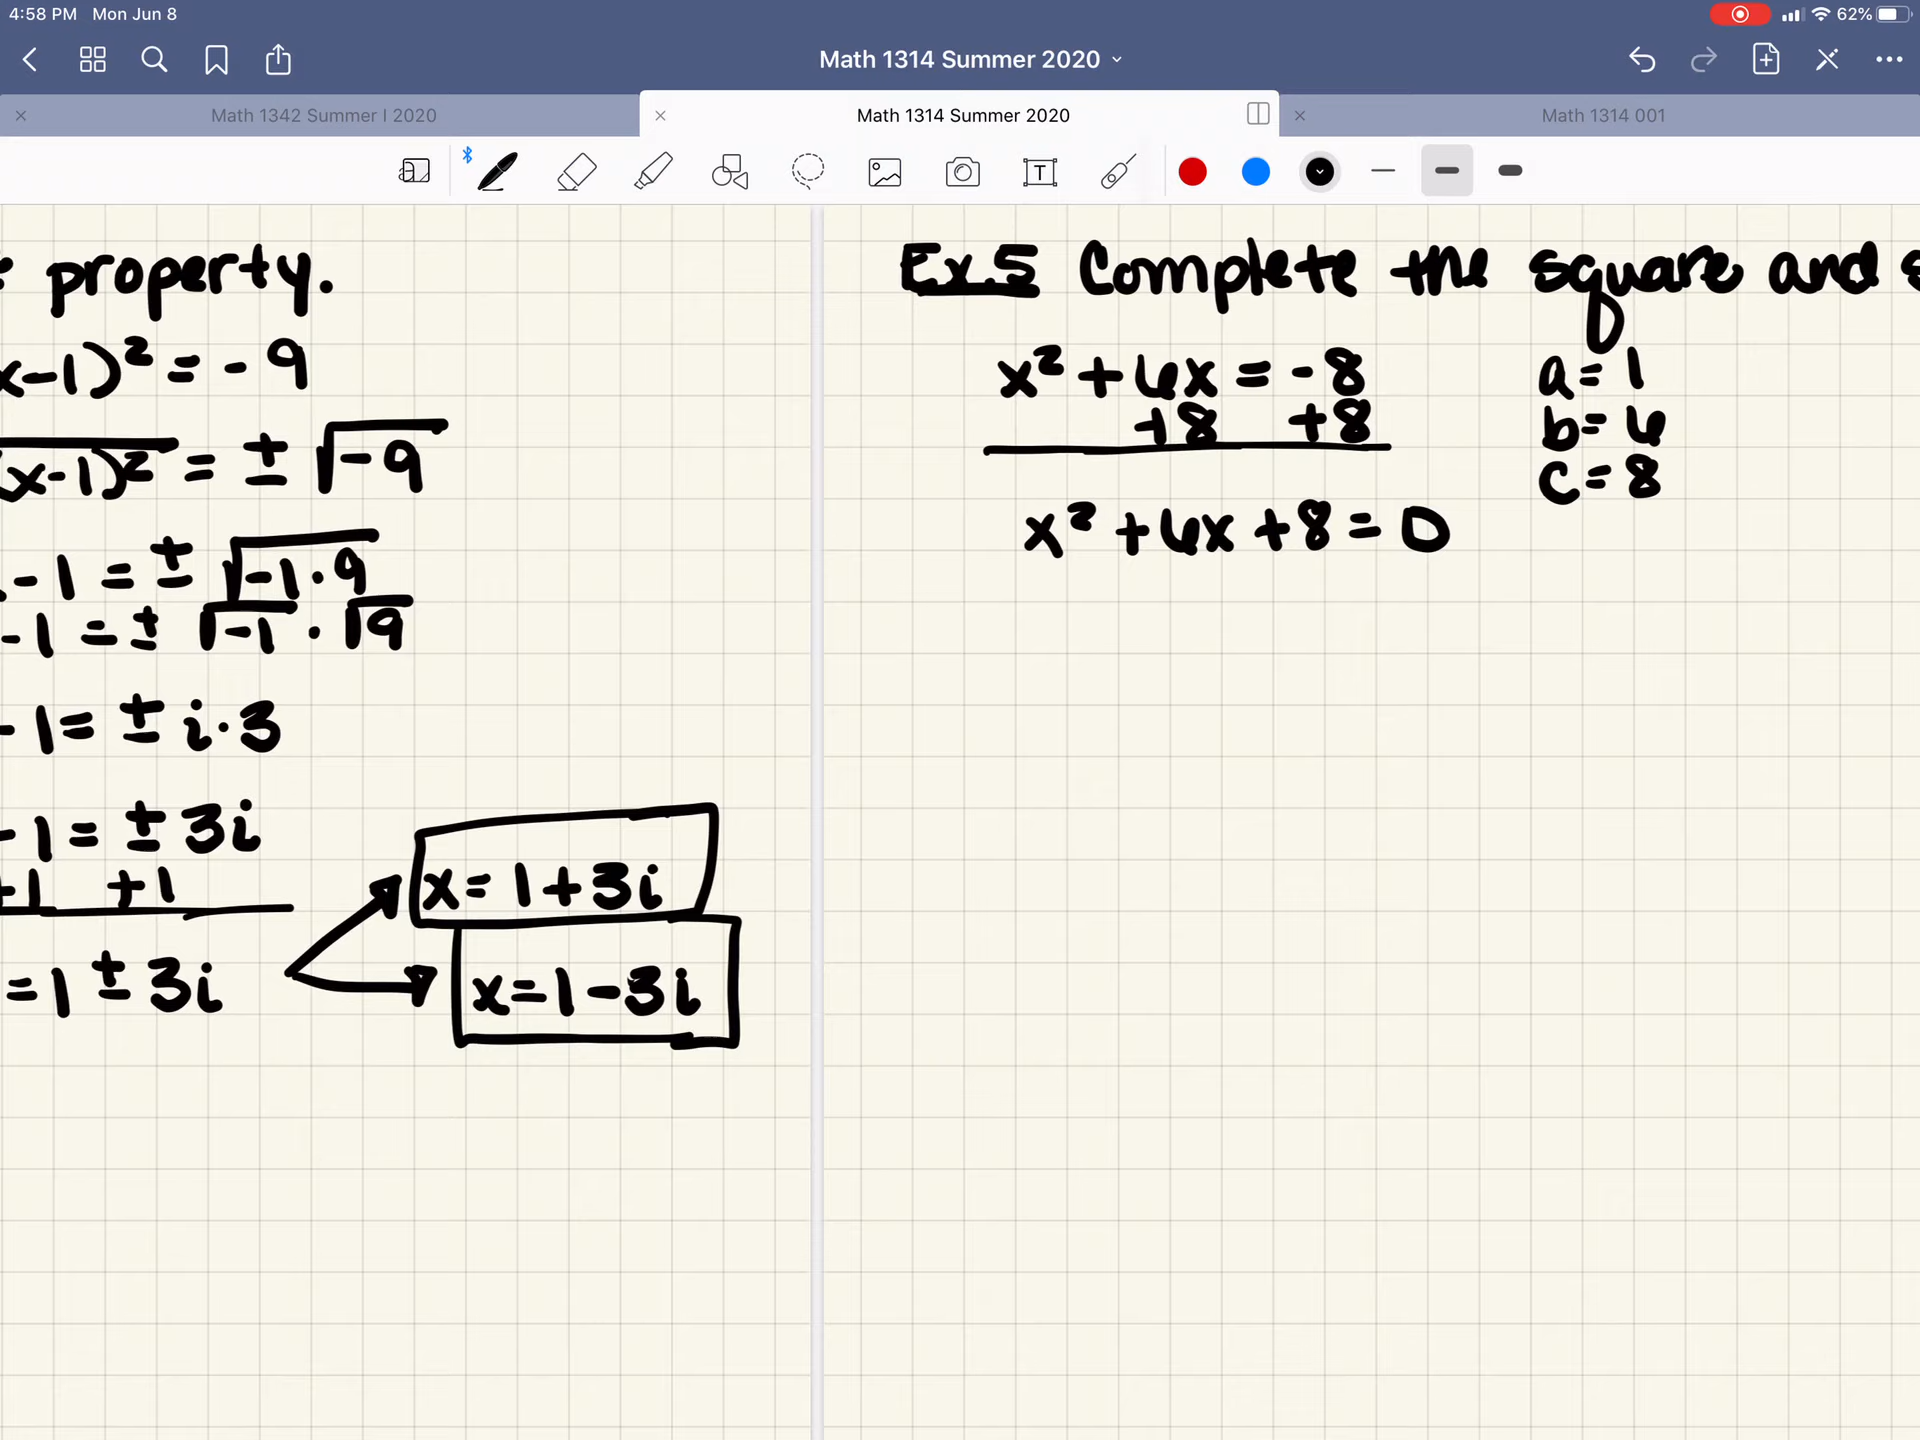 4:58 PM Mon Jun 8
62%
Math 1314 Summer 2020
Math 1342 Summer I 2020
Math 1314 Summer 2020
Math 1314 001
property.
x-1)² = -9
(x-1)² = ± √-9
-1 = ± √-1·9
-1 = ± √-1 · √9
-1 = ± i·3
-1 = ± 3i
+1 +1
= 1 ± 3i
x = 1+3i
x=1-3i
Ex.5 Complete the square and s
x² + 6x = -8
+8 +8
x² + 6x + 8 = 0
a = 1
b = 6
c = 8